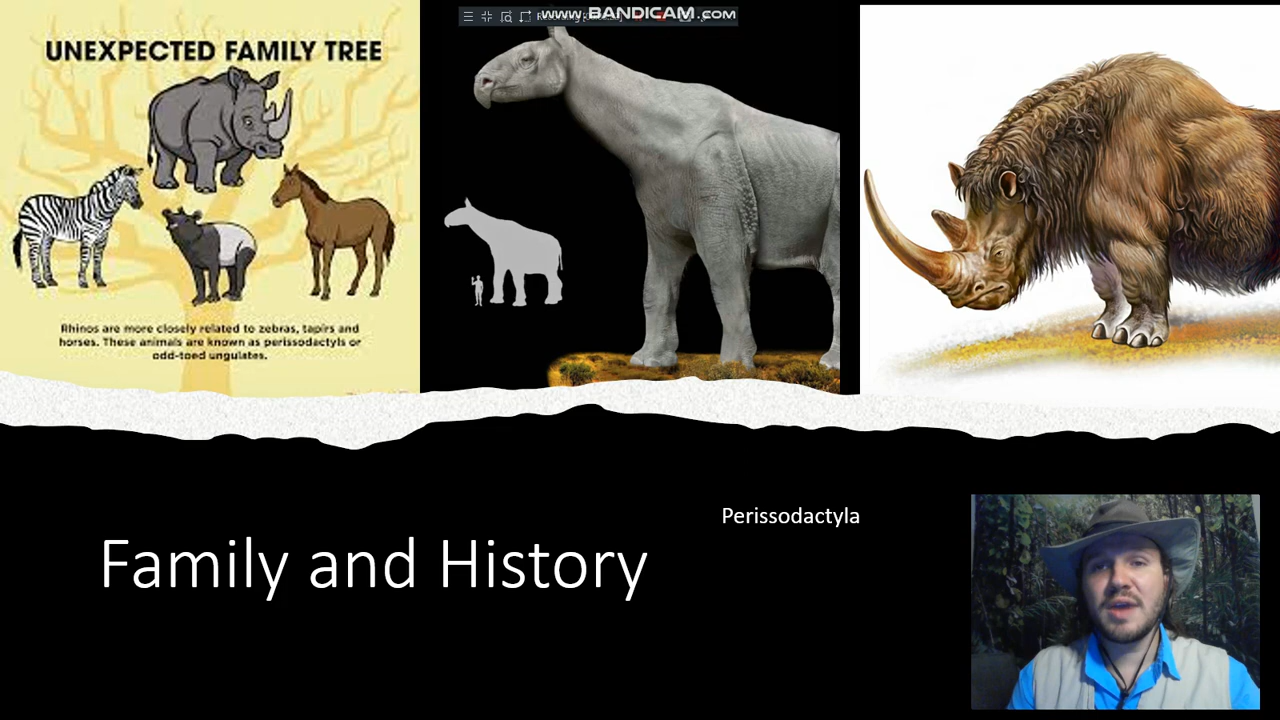 WWW.BANDICAM.COM
UNEXPECTED FAMILY TREE
Rhinos are more closely related to zebras, tapirs and
horses. These animals are known as perissodactyls or
odd-toed ungulates.
Perissodactyla
Family and History